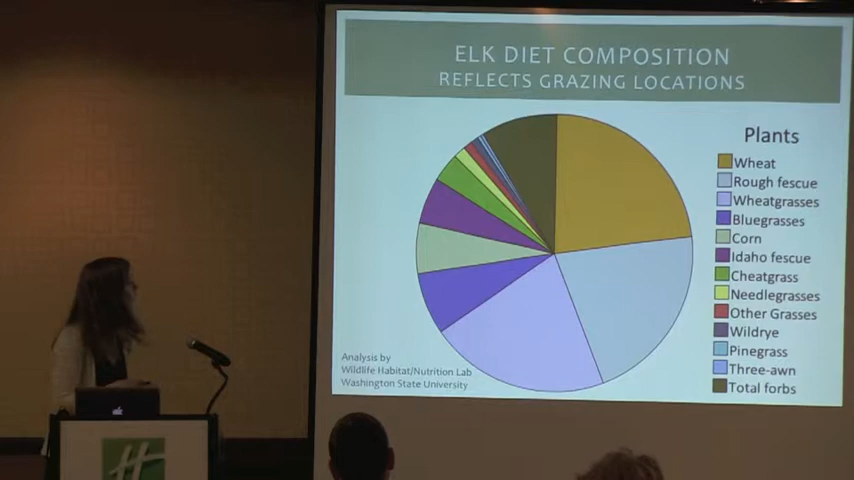 ELK DIET COMPOSITION
REFLECTS GRAZING LOCATIONS
Plants
Wheat
Rough fescue
Wheatgrasses
Bluegrasses
Corn
Idaho fescue
Cheatgrass
Needlegrasses
Other Grasses
Wildrye
Pinegrass
Three-awn
Total forbs
Analysis by
Wildlife Habitat/Nutrition Lab
Washington State University
H